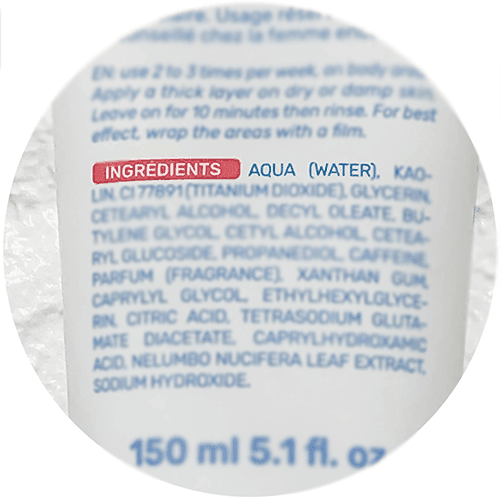 Usage
chez la femme
EN: use 2 to 3 times per week, on body
Apply a thick layer on dry or damp skin
Leave on for 10 minutes then rinse. For best
effect, wrap the areas with a film.
INGRÉDIENTS AQUA (WATER), KAO-
LIN, CI 77891 (TITANIUM DIOXIDE), GLYCERIN,
CETEARYL ALCOHOL, DECYL OLEATE, BU-
TYLENE GLYCOL, CETYL ALCOHOL, CETEA-
RYL GLUCOSIDE, PROPANEDIOL, CAFFEINE,
PARFUM (FRAGRANCE), XANTHAN GUM,
CAPRYLYL GLYCOL, ETHYLHEXYLGLYCE-
RIN, CITRIC ACID, TETRASODIUM GLUTA-
MATE DIACETATE, CAPRYLHYDROXAMIC
ACID, NELUMBO NUCIFERA LEAF EXTRACT,
SODIUM HYDROXIDE.
150 ml 5.1 fl. oz